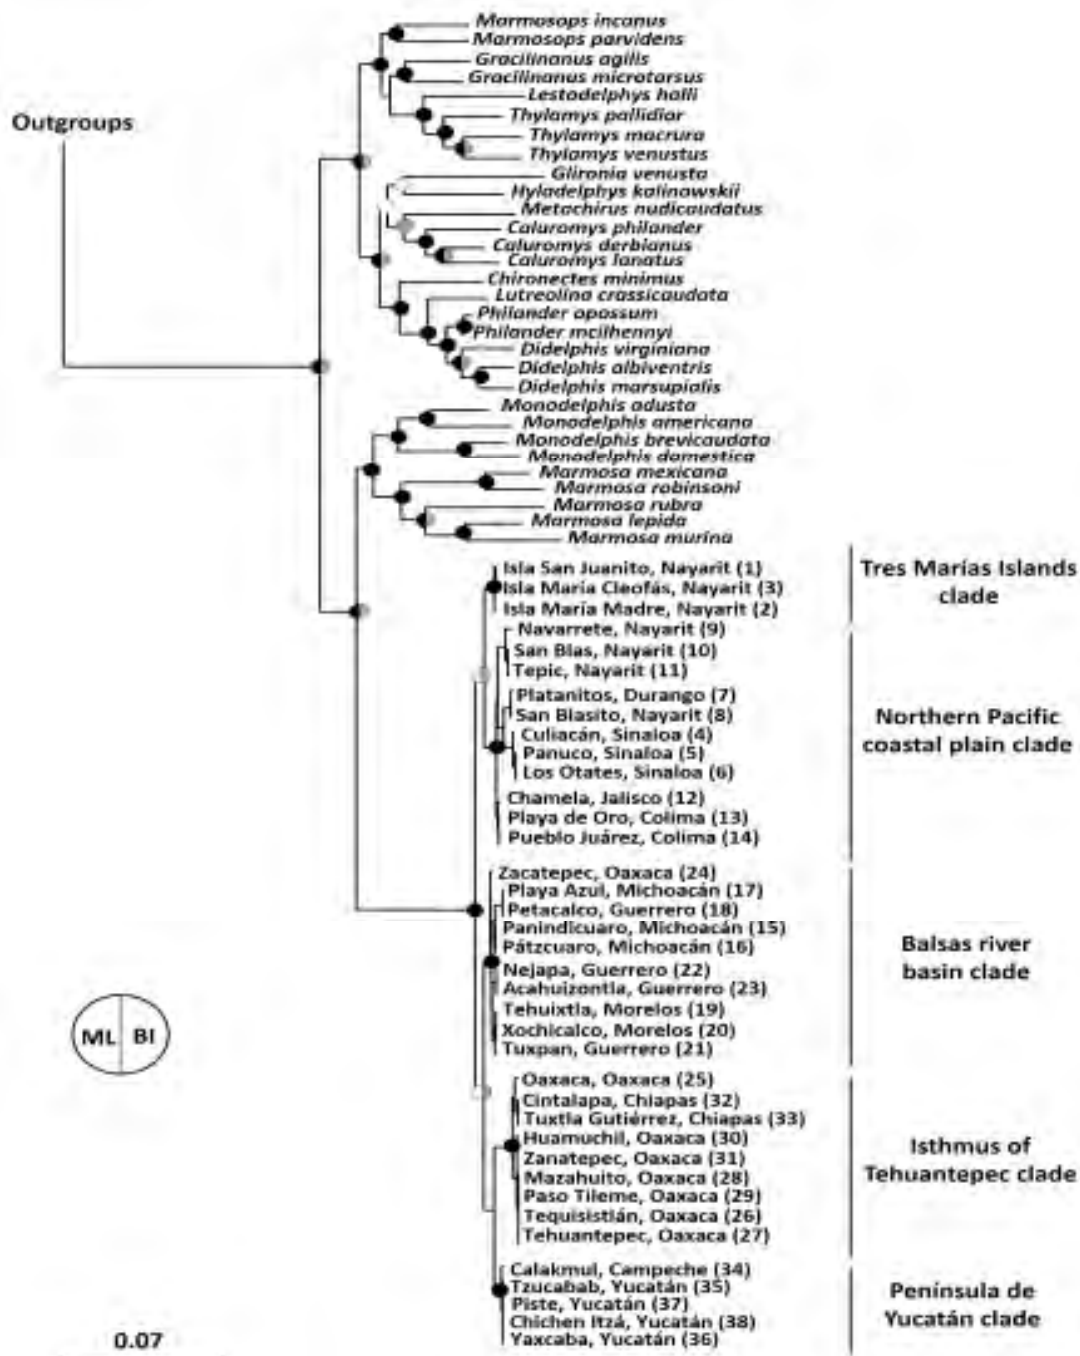 Outgroups
Marmosops incanus
Marmosops parvidens
Gracilinanus agilis
Gracilinanus microtarsus
Lestodelphys halli
Thylamys pallidior
Thylamys macrura
Thylamys venustus
Glironia venusta
Hyladelphys kalinowskii
Metachirus nudicaudatus
Caluromys philander
Caluromys derbianus
Caluromys lanatus
Chironectes minimus
Lutreolina crassicaudata
Philander opossum
Philander mcilhennyi
Didelphis virginiana
Didelphis albiventris
Didelphis marsupialis
Monodelphis adusta
Monodelphis americana
Monodelphis brevicaudata
Monodelphis domestica
Marmosa mexicana
Marmosa robinsoni
Marmosa rubra
Marmosa lepida
Marmosa murina
Isla San Juanito, Nayarit (1)
Isla María Cleofás, Nayarit (3)
Isla María Madre, Nayarit (2)
Tres Marías Islands
clade
Navarrete, Nayarit (9)
San Blas, Nayarit (10)
Tepic, Nayarit (11)
Platanitos, Durango (7)
San Blasito, Nayarit (8)
Culiacán, Sinaloa (4)
Panuco, Sinaloa (5)
Los Otates, Sinaloa (6)
Chamela, Jalisco (12)
Playa de Oro, Colima (13)
Pueblo Juárez, Colima (14)
Northern Pacific
coastal plain clade
Zacatepec, Oaxaca (24)
Playa Azul, Michoacán (17)
Petacalco, Guerrero (18)
Panindicuaro, Michoacán (15)
Pátzcuaro, Michoacán (16)
Nejapa, Guerrero (22)
Acahuizontla, Guerrero (23)
Tehuixtla, Morelos (19)
Xochicalco, Morelos (20)
Tuxpan, Guerrero (21)
Balsas river
basin clade
ML BI
Oaxaca, Oaxaca (25)
Cintalapa, Chiapas (32)
Tuxtla Gutiérrez, Chiapas (33)
Huamuchil, Oaxaca (30)
Zanatepec, Oaxaca (31)
Mazahuito, Oaxaca (28)
Paso Tileme, Oaxaca (29)
Tequisistlán, Oaxaca (26)
Tehuantepec, Oaxaca (27)
Isthmus of
Tehuantepec clade
Calakmul, Campeche (34)
Tzucabab, Yucatán (35)
Piste, Yucatán (37)
Chichen Itzá, Yucatán (38)
Yaxcaba, Yucatán (36)
Península de
Yucatán clade
0.07